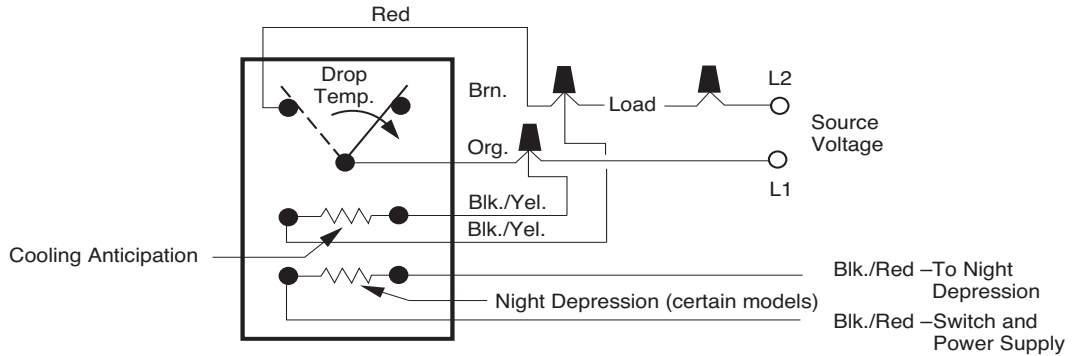 Red
Drop
Temp.
Brn.
Load
L2
Source
Voltage
Org.
L1
Blk./Yel.
Blk./Yel.
Cooling Anticipation
Night Depression (certain models)
Blk./Red –To Night
Depression
Blk./Red –Switch and
Power Supply